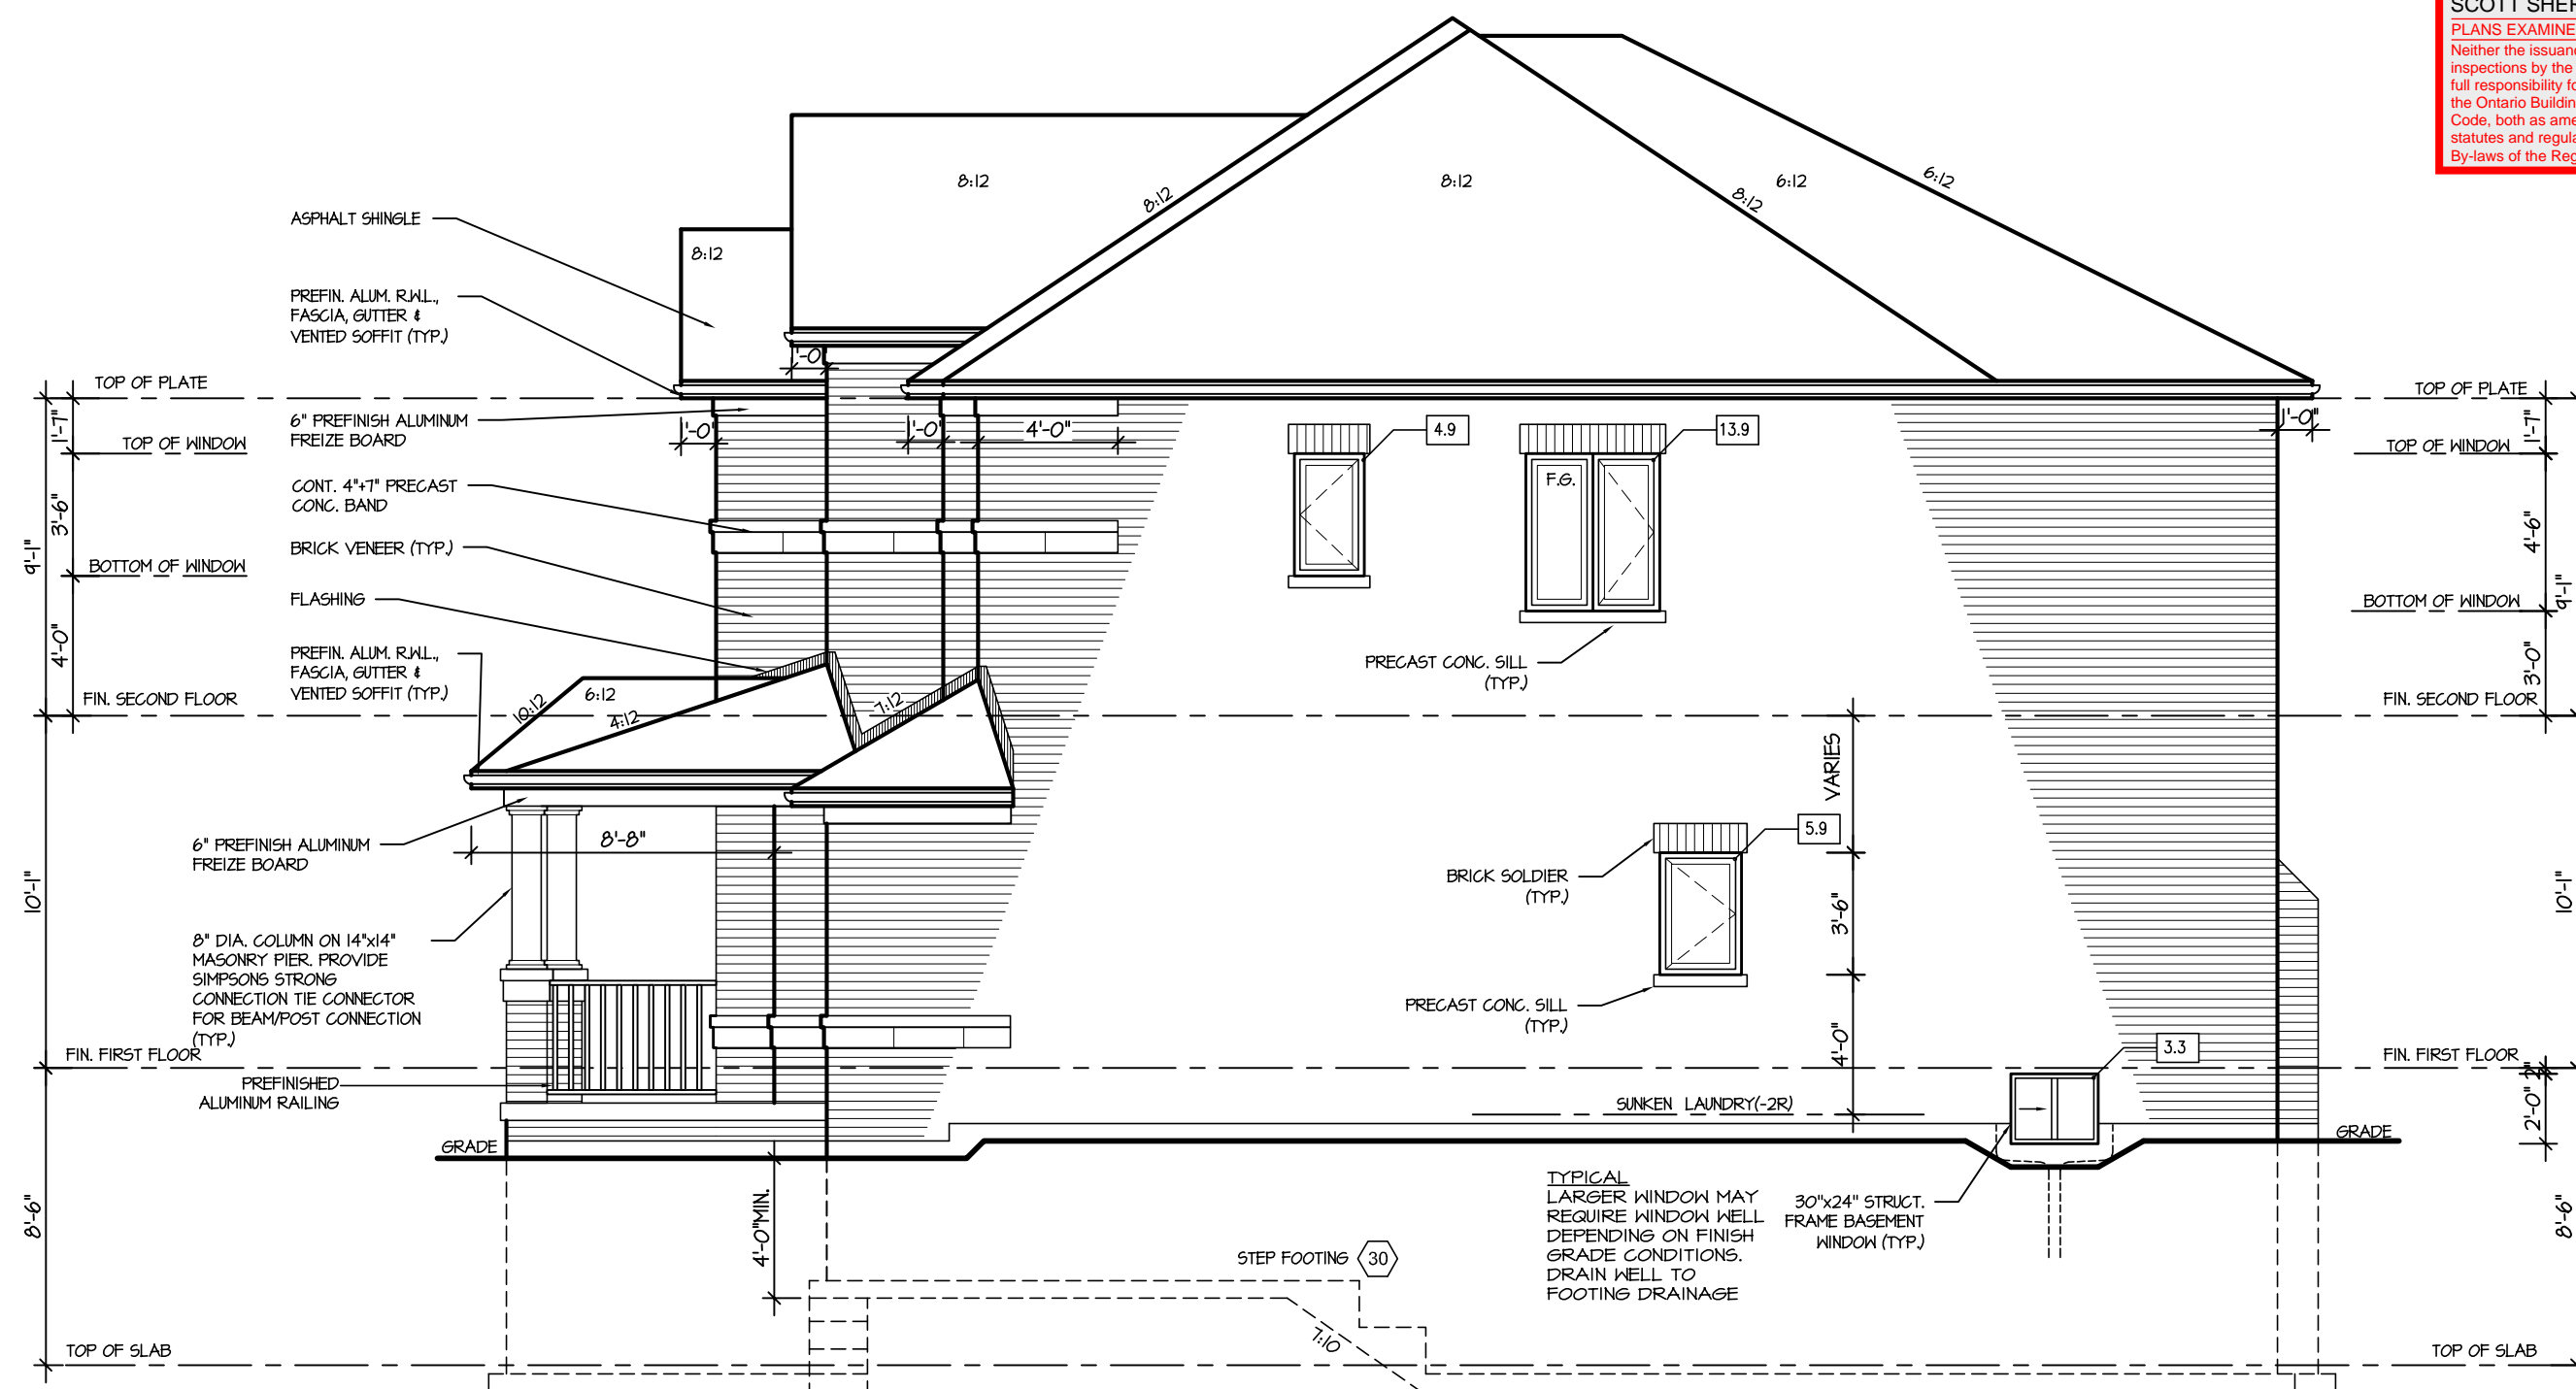 SCOTT SHER
PLANS EXAMINE
Neither the issuanc
inspections by the
full responsibility fo
the Ontario Buildin
Code, both as ame
statutes and regula
By-laws of the Reg
8:12
8:12
8:12
8:12
8:12
6:12
6:12
8:12
ASPHALT SHINGLE
PREFIN. ALUM. R.W.L.,
FASCIA, GUTTER &
VENTED SOFFIT (TYP.)
1'-0"
TOP OF PLATE
TOP OF PLATE
6" PREFINISH ALUMINUM
FREIZE BOARD
1'-7"
TOP OF WINDOW
1'-0"
1'-0"
4'-0"
4.9
13.9
1'-0"
1'-7"
TOP OF WINDOW
F.G.
CONT. 4"+7" PRECAST
CONC. BAND
3'-6"
9'-1"
4'-6"
9'-1"
BRICK VENEER (TYP.)
BOTTOM OF WINDOW
BOTTOM OF WINDOW
FLASHING
4'-0"
3'-0"
PREFIN. ALUM. R.W.L.,
FASCIA, GUTTER &
VENTED SOFFIT (TYP.)
PRECAST CONC. SILL
(TYP.)
FIN. SECOND FLOOR
FIN. SECOND FLOOR
10:12
6:12
4:12
7:12
VARIES
6" PREFINISH ALUMINUM
FREIZE BOARD
8'-8"
5.9
BRICK SOLDIER
(TYP.)
10'-1"
3'-6"
10'-1"
8" DIA. COLUMN ON 14"x14"
MASONRY PIER. PROVIDE
SIMPSONS STRONG
CONNECTION TIE CONNECTOR
FOR BEAM/POST CONNECTION
(TYP.)
PRECAST CONC. SILL
(TYP.)
4'-0"
3.3
FIN. FIRST FLOOR
FIN. FIRST FLOOR
2"
2'-0"
PREFINISHED
ALUMINUM RAILING
SUNKEN LAUNDRY(-2R)
GRADE
GRADE
TYPICAL
LARGER WINDOW MAY
REQUIRE WINDOW WELL
DEPENDING ON FINISH
GRADE CONDITIONS.
DRAIN WELL TO
FOOTING DRAINAGE
30"x24" STRUCT.
FRAME BASEMENT
WINDOW (TYP.)
8'-6"
4'-0"MIN.
8'-6"
STEP FOOTING 30
7:10
TOP OF SLAB
TOP OF SLAB